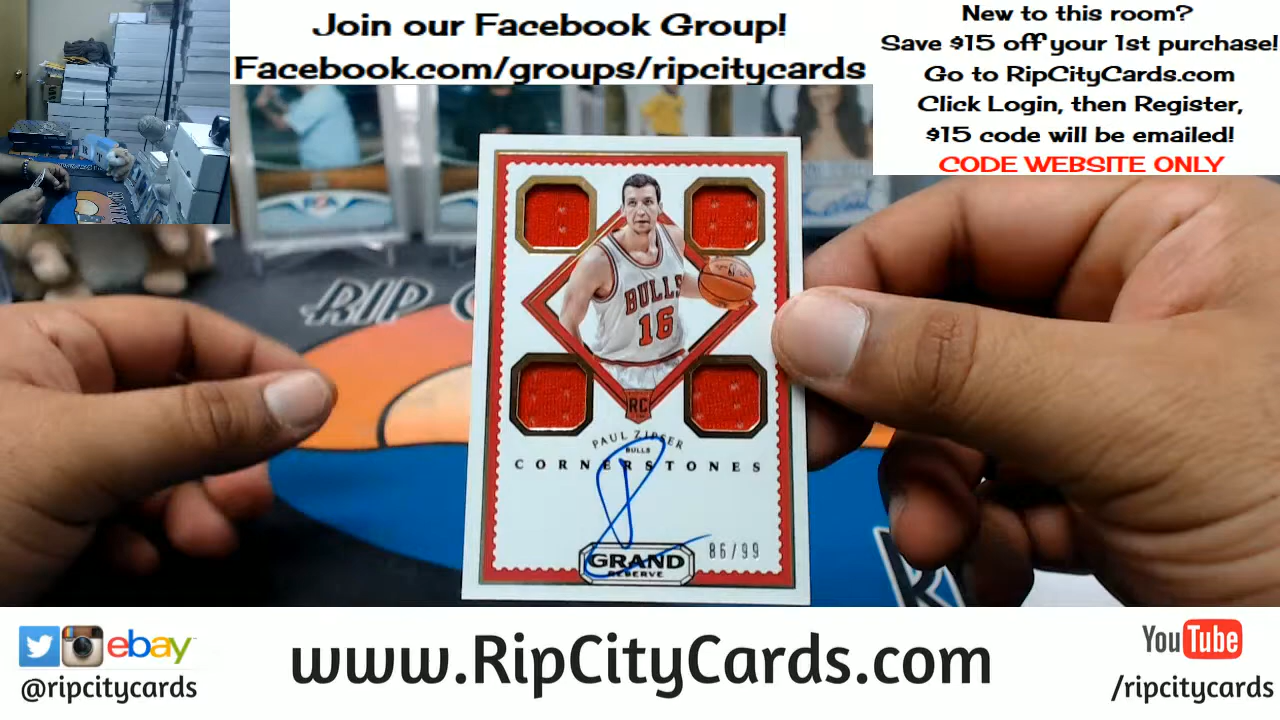 Join our Facebook Group!
Facebook.com/groups/ripcitycards
New to this room?
Save $15 off your 1st purchase!
Go to RipCityCards.com
Click Login, then Register,
$15 code will be emailed!
CODE WEBSITE ONLY
RIP C
BULLS
16
RC
PAUL ZIPSER
BULLS
CORNERSTONES
86/99
GRAND
RESERVE
ebay
@ripcitycards
www.RipCityCards.com
YouTube
/ripcitycards